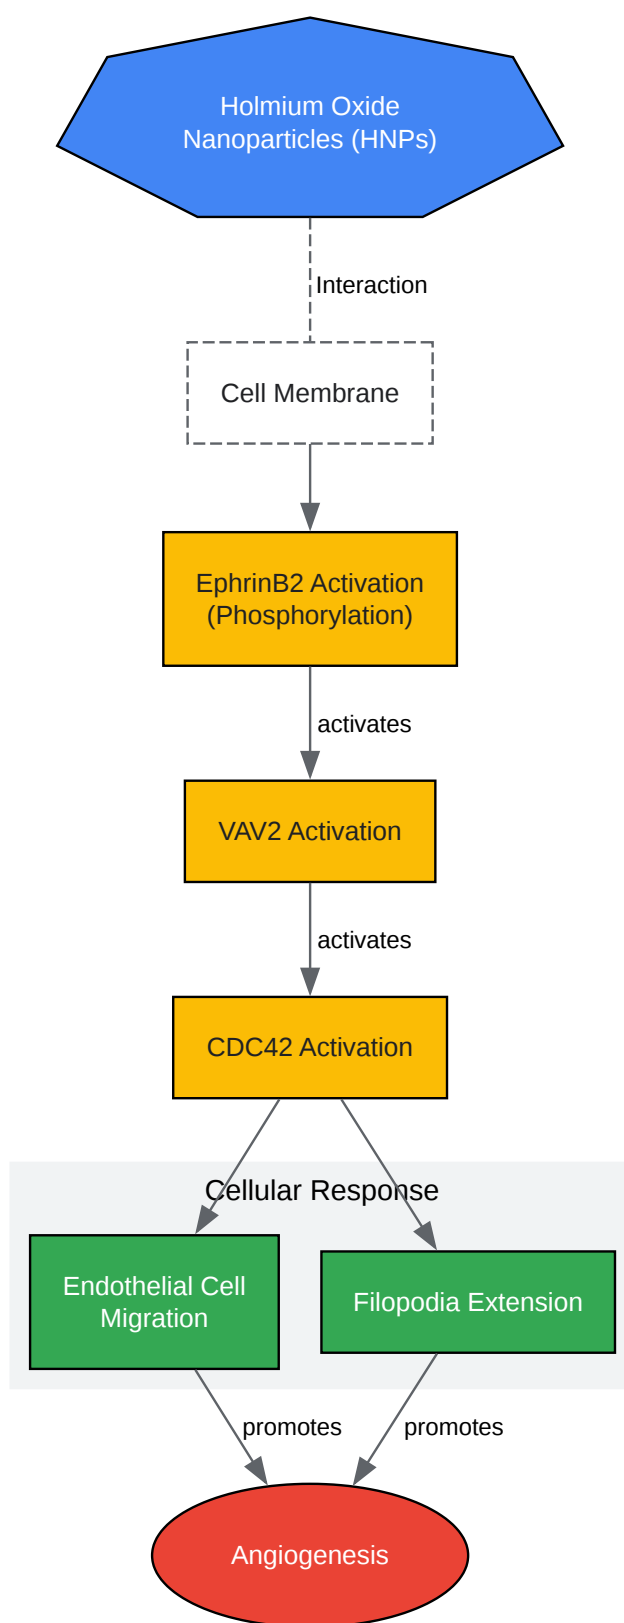 Holmium Oxide
Nanoparticles (HNPs)
Interaction
Cell Membrane
EphrinB2 Activation
(Phosphorylation)
activates
VAV2 Activation
activates
CDC42 Activation
Cellular Response
Endothelial Cell
Migration
Filopodia Extension
promotes
promotes
Angiogenesis